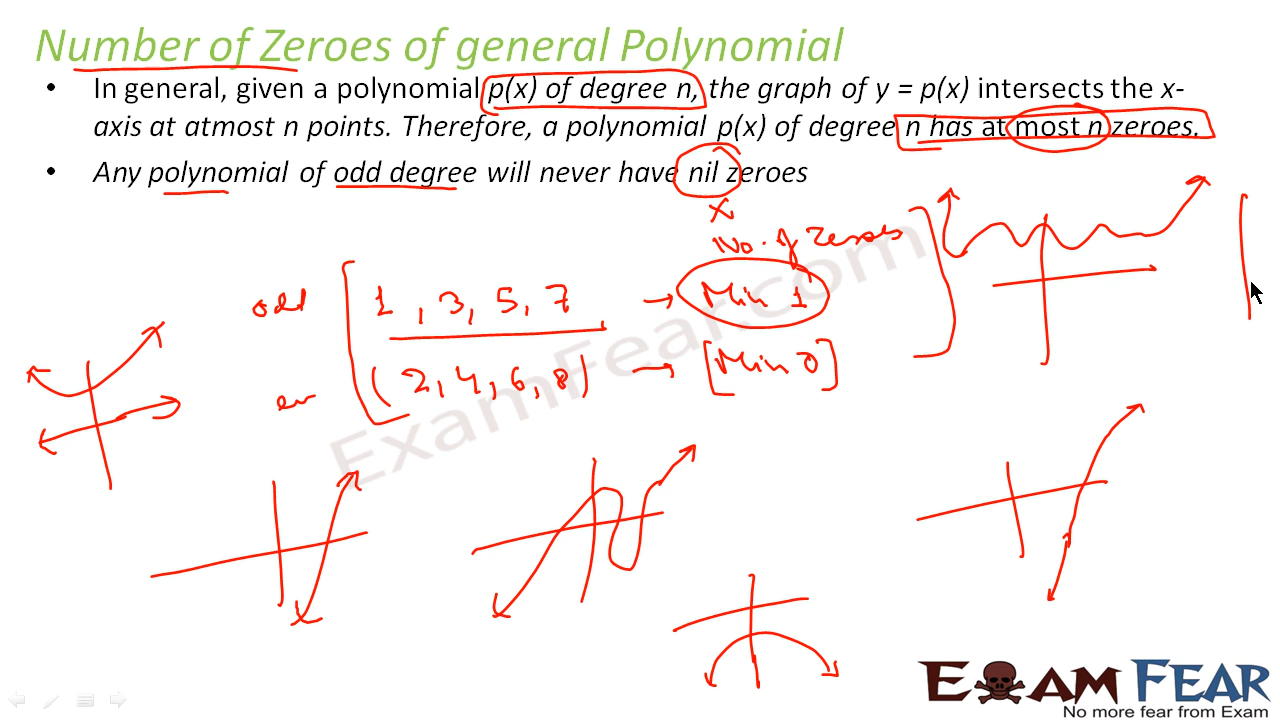 Number of Zeroes of general Polynomial
• In general, given a polynomial p(x) of degree n, the graph of y = p(x) intersects the x-
axis at atmost n points. Therefore, a polynomial p(x) of degree n has at most n zeroes.
• Any polynomial of odd degree will never have nil zeroes
x
No. of Zeroes
odd 1, 3, 5, 7 → Min 1
ev (2, 4, 6, 8) → [Min 0]
ExamFear.com
EXAM FEAR
No more fear from Exam